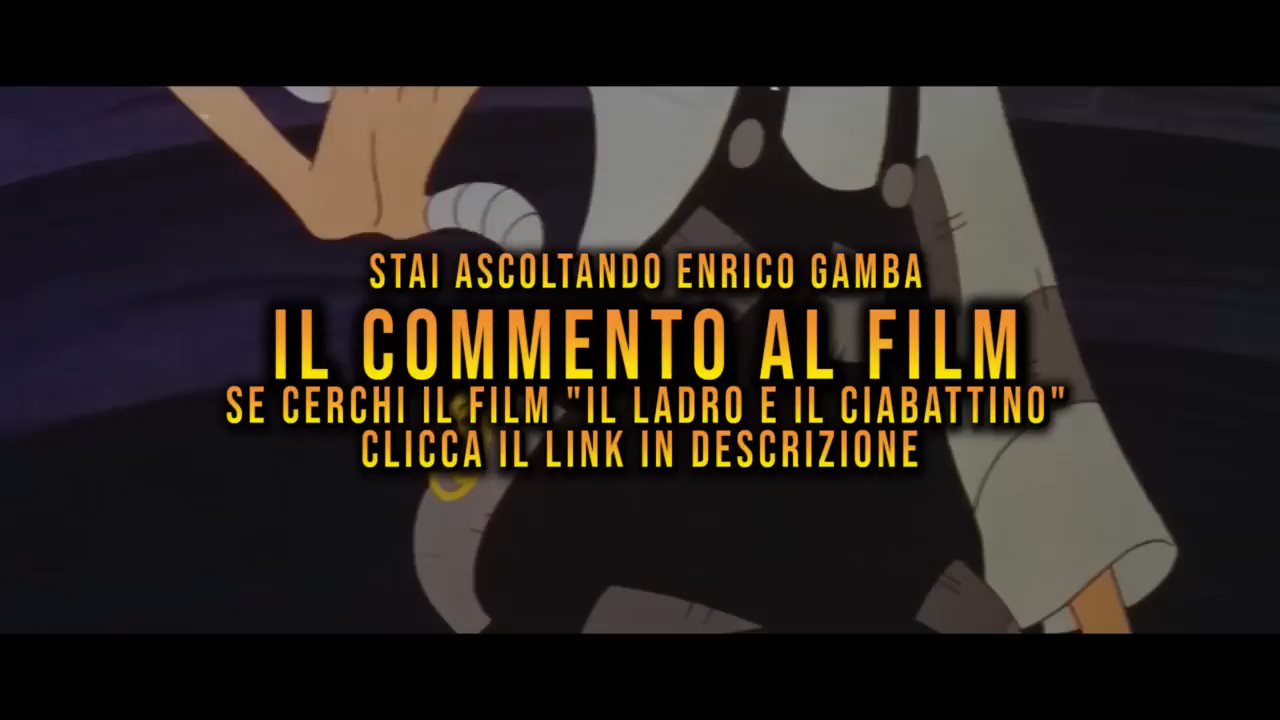 STAI ASCOLTANDO ENRICO GAMBA
IL COMMENTO AL FILM
SE CERCHI IL FILM "IL LADRO E IL CIABATTINO"
CLICCA IL LINK IN DESCRIZIONE